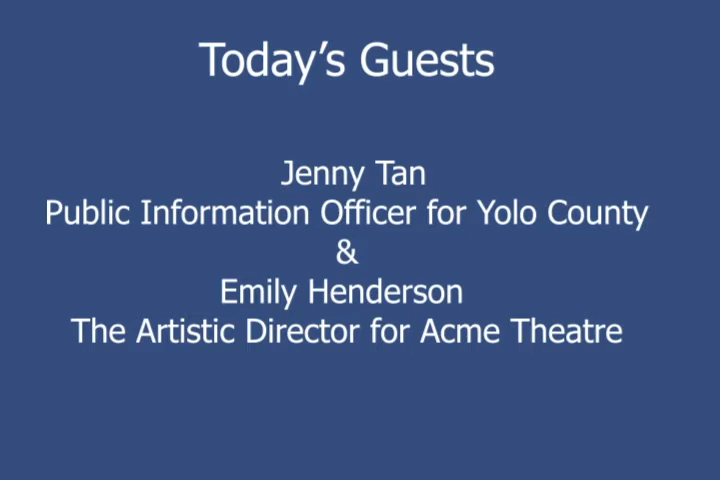 Today's Guests
Jenny Tan
Public Information Officer for Yolo County
&
Emily Henderson
The Artistic Director for Acme Theatre